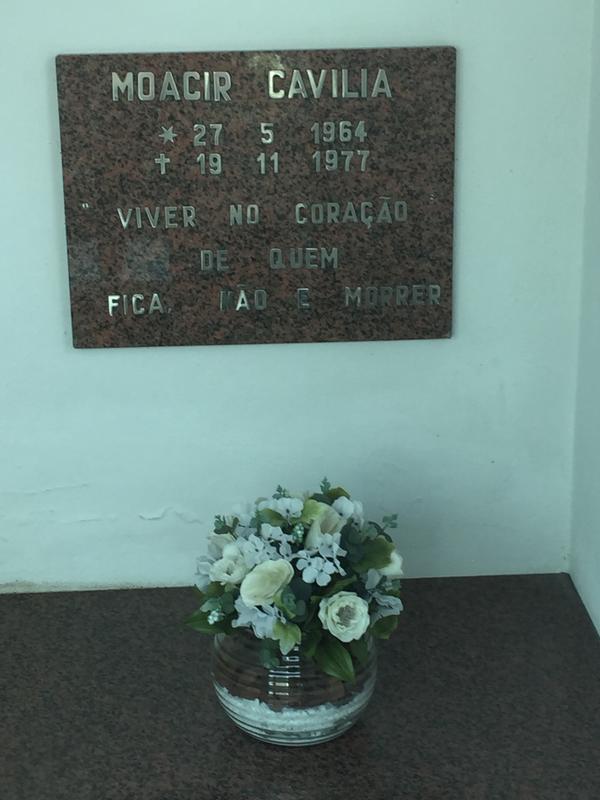 MOACIR CAVILIA
* 27 5 1964
✝ 19 11 1977
" VIVER NO CORAÇÃO "
DE QUEM
FICA, NÃO E MORRER